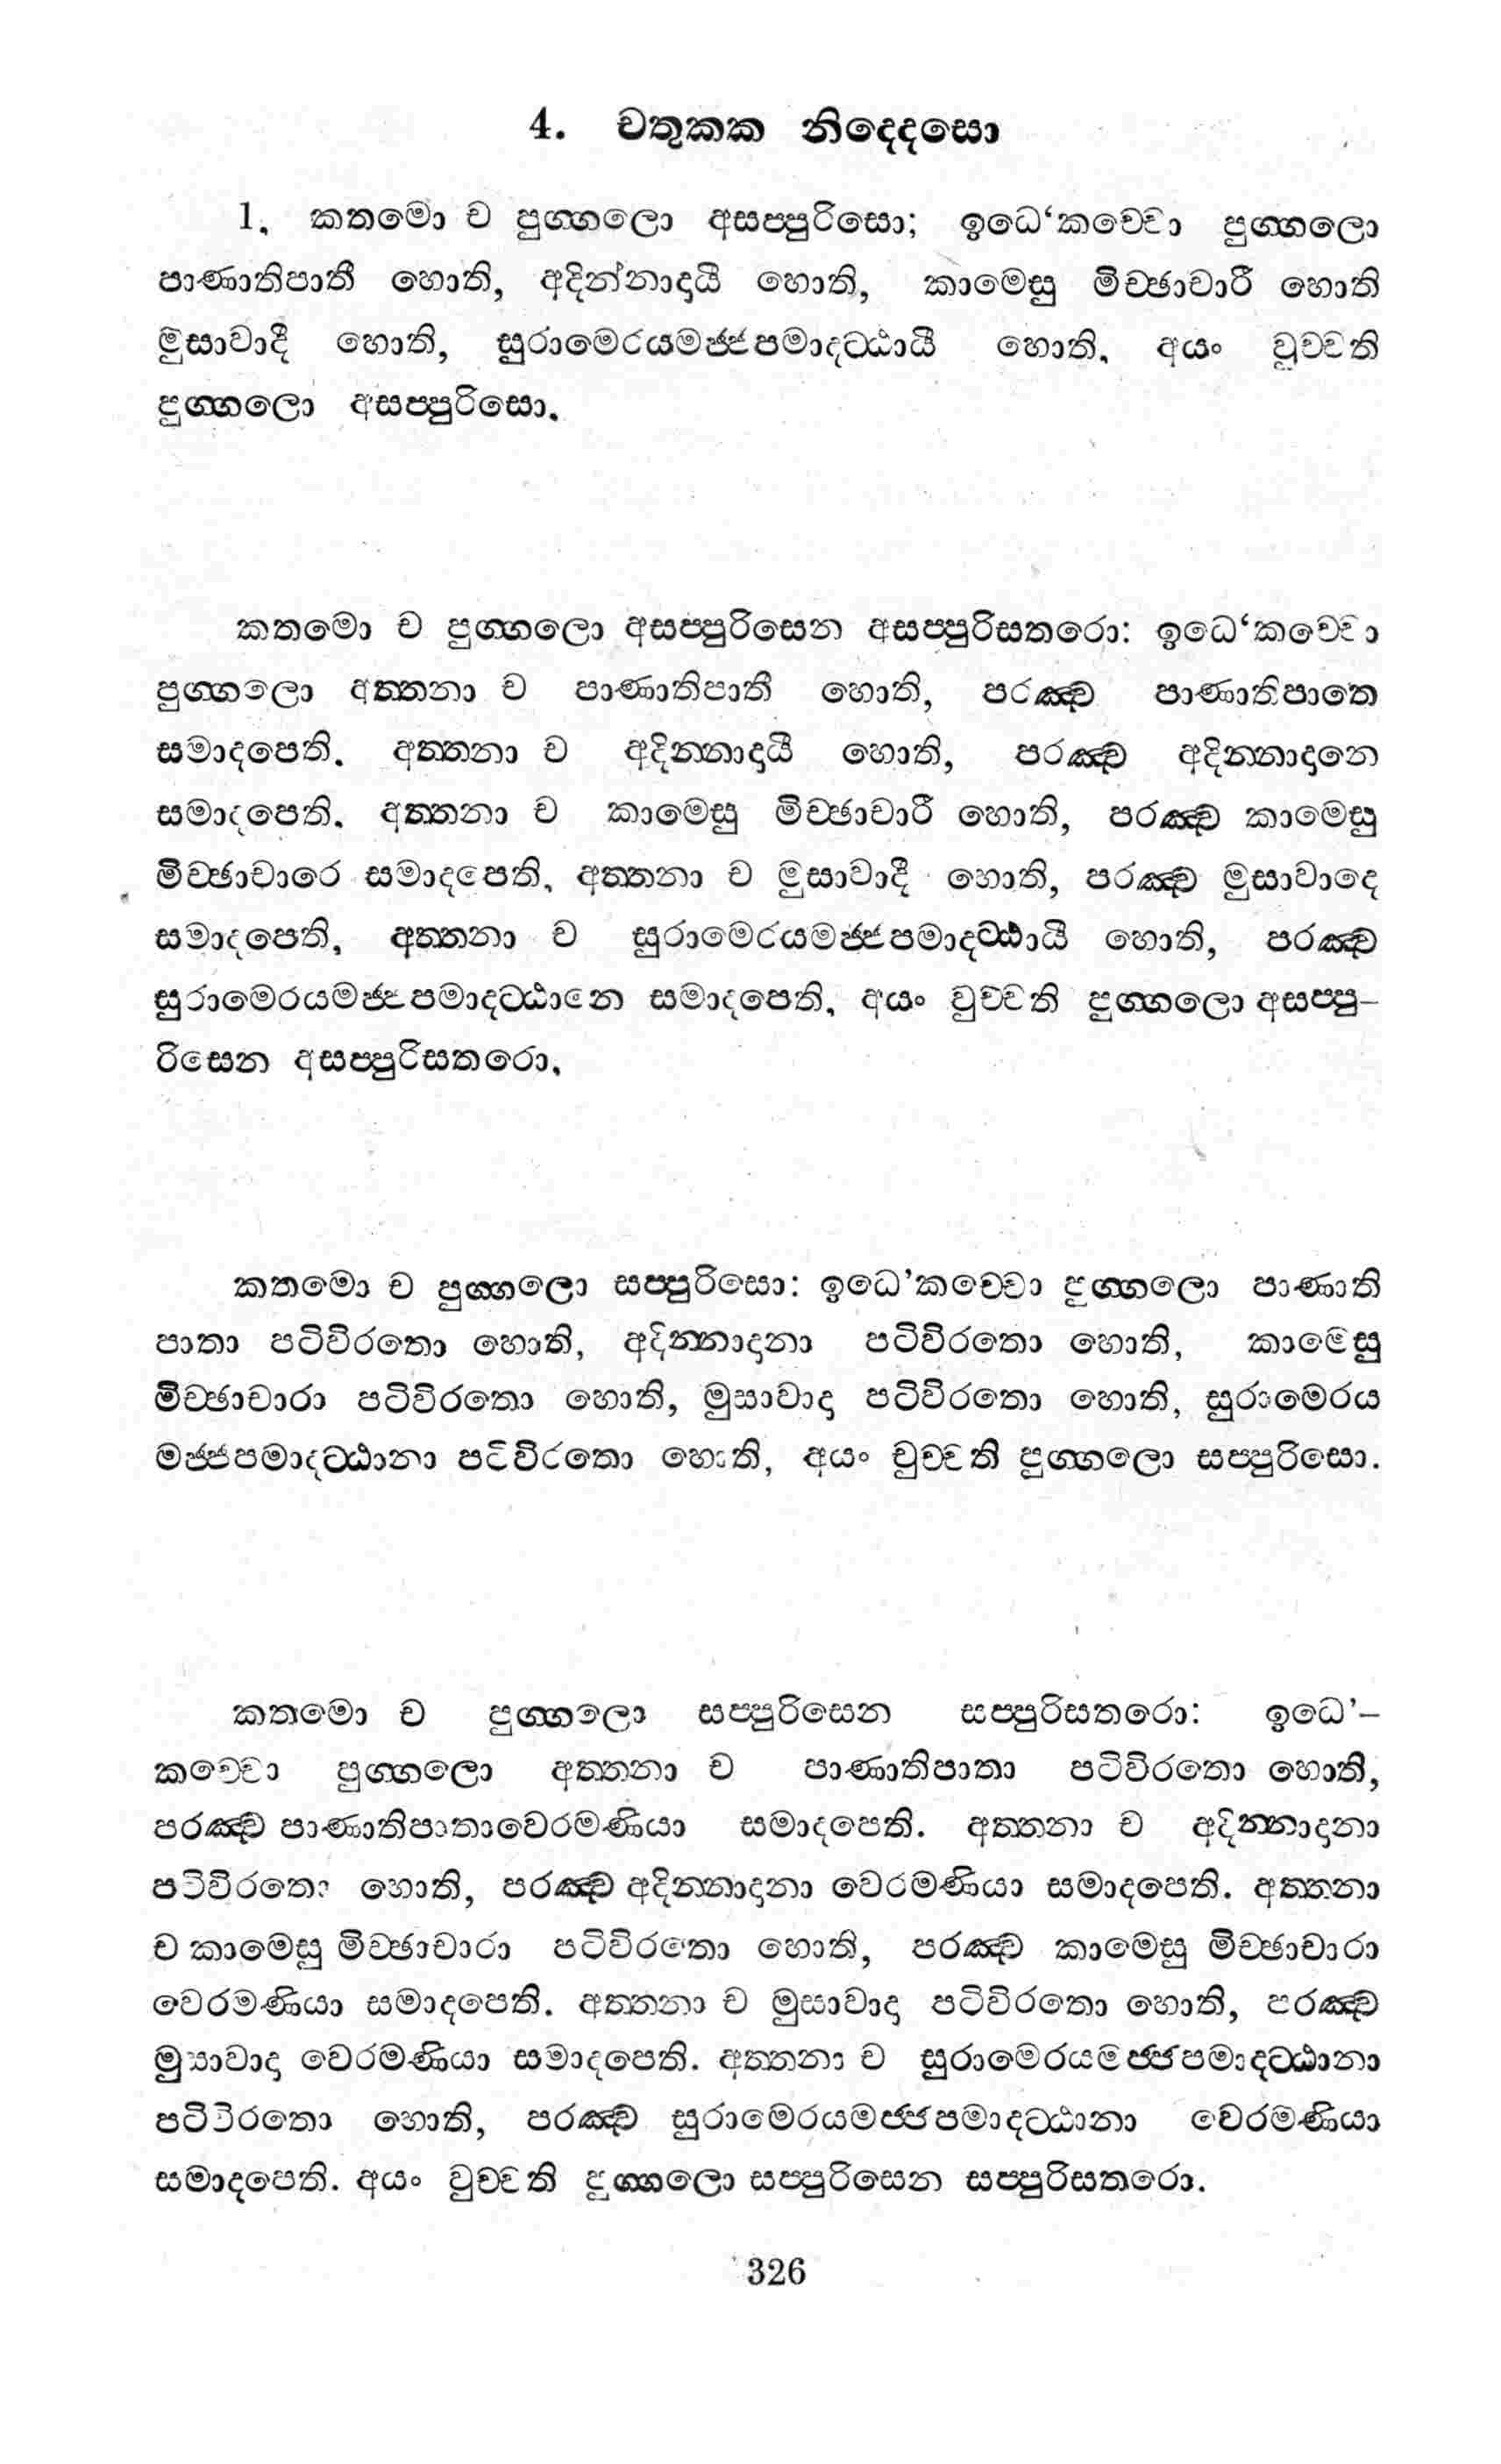 4. චතුක්ක නිද්දෙසො
1. කතමො ච පුග්ගලො අසප්පුරිසො; ඉධෙ‘කච්චො පුග්ගලො
පාණාතිපාතී හොති, අදින්නාදායී හොති, කාමෙසු මිච්ඡාචාරී හොති
මුසාවාදී හොති, සුරාමෙරයමජ්ජපමාදට්ඨායී හොති. අයං වුච්චති
පුග්ගලො අසප්පුරිසො.
කතමො ච පුග්ගලො අසප්පුරිසෙන අසප්පුරිසතරො: ඉධෙ‘කච්චො
පුග්ගලො අත්තනා ච පාණාතිපාතී හොති, පරඤ්ච පාණාතිපාතෙ
සමාදපෙති. අත්තනා ච අදින්නාදායී හොති, පරඤ්ච අදින්නාදානෙ
සමාදපෙති. අත්තනා ච කාමෙසු මිච්ඡාචාරී හොති, පරඤ්ච කාමෙසු
මිච්ඡාචාරෙ සමාදපෙති. අත්තනා ච මුසාවාදී හොති, පරඤ්ච මුසාවාදෙ
සමාදපෙති, අත්තනා ච සුරාමෙරයමජ්ජපමාදට්ඨායී හොති, පරඤ්ච
සුරාමෙරයමජ්ජපමාදට්ඨානෙ සමාදපෙති, අයං වුච්චති පුග්ගලො අසප්පු–
රිසෙන අසප්පුරිසතරො.
කතමො ච පුග්ගලො සප්පුරිසො: ඉධෙ’කච්චො පුග්ගලො පාණාති
පාතා පටිවිරතො හොති, අදින්නාදානා පටිවිරතො හොති, කාමෙසු
මිච්ඡාචාරා පටිවිරතො හොති, මුසාවාදා පටිවිරතො හොති, සුරාමෙරය
මජ්ජපමාදට්ඨානා පටිවිරතො හොති, අයං වුච්චති පුග්ගලො සප්පුරිසො.
කතමො ච පුග්ගලො සප්පුරිසෙන සප්පුරිසතරො: ඉධෙ’–
කච්චො පුග්ගලො අත්තනා ච පාණාතිපාතා පටිවිරතො හොති,
පරඤ්ච පාණාතිපාතාවෙරමණියා සමාදපෙති. අත්තනා ච අදින්නාදානා
පටිවිරතො හොති, පරඤ්ච අදින්නාදානා වෙරමණියා සමාදපෙති. අත්තනා
ච කාමෙසු මිච්ඡාචාරා පටිවිරතො හොති, පරඤ්ච කාමෙසු මිච්ඡාචාරා
වෙරමණියා සමාදපෙති. අත්තනා ච මුසාවාදා පටිවිරතො හොති, පරඤ්ච
මුසාවාදා වෙරමණියා සමාදපෙති. අත්තනා ච සුරාමෙරයමජ්ජපමාදට්ඨානා
පටිවිරතො හොති, පරඤ්ච සුරාමෙරයමජ්ජපමාදට්ඨානා වෙරමණියා
සමාදපෙති. අයං වුච්චති පුග්ගලො සප්පුරිසෙන සප්පුරිසතරො.
326